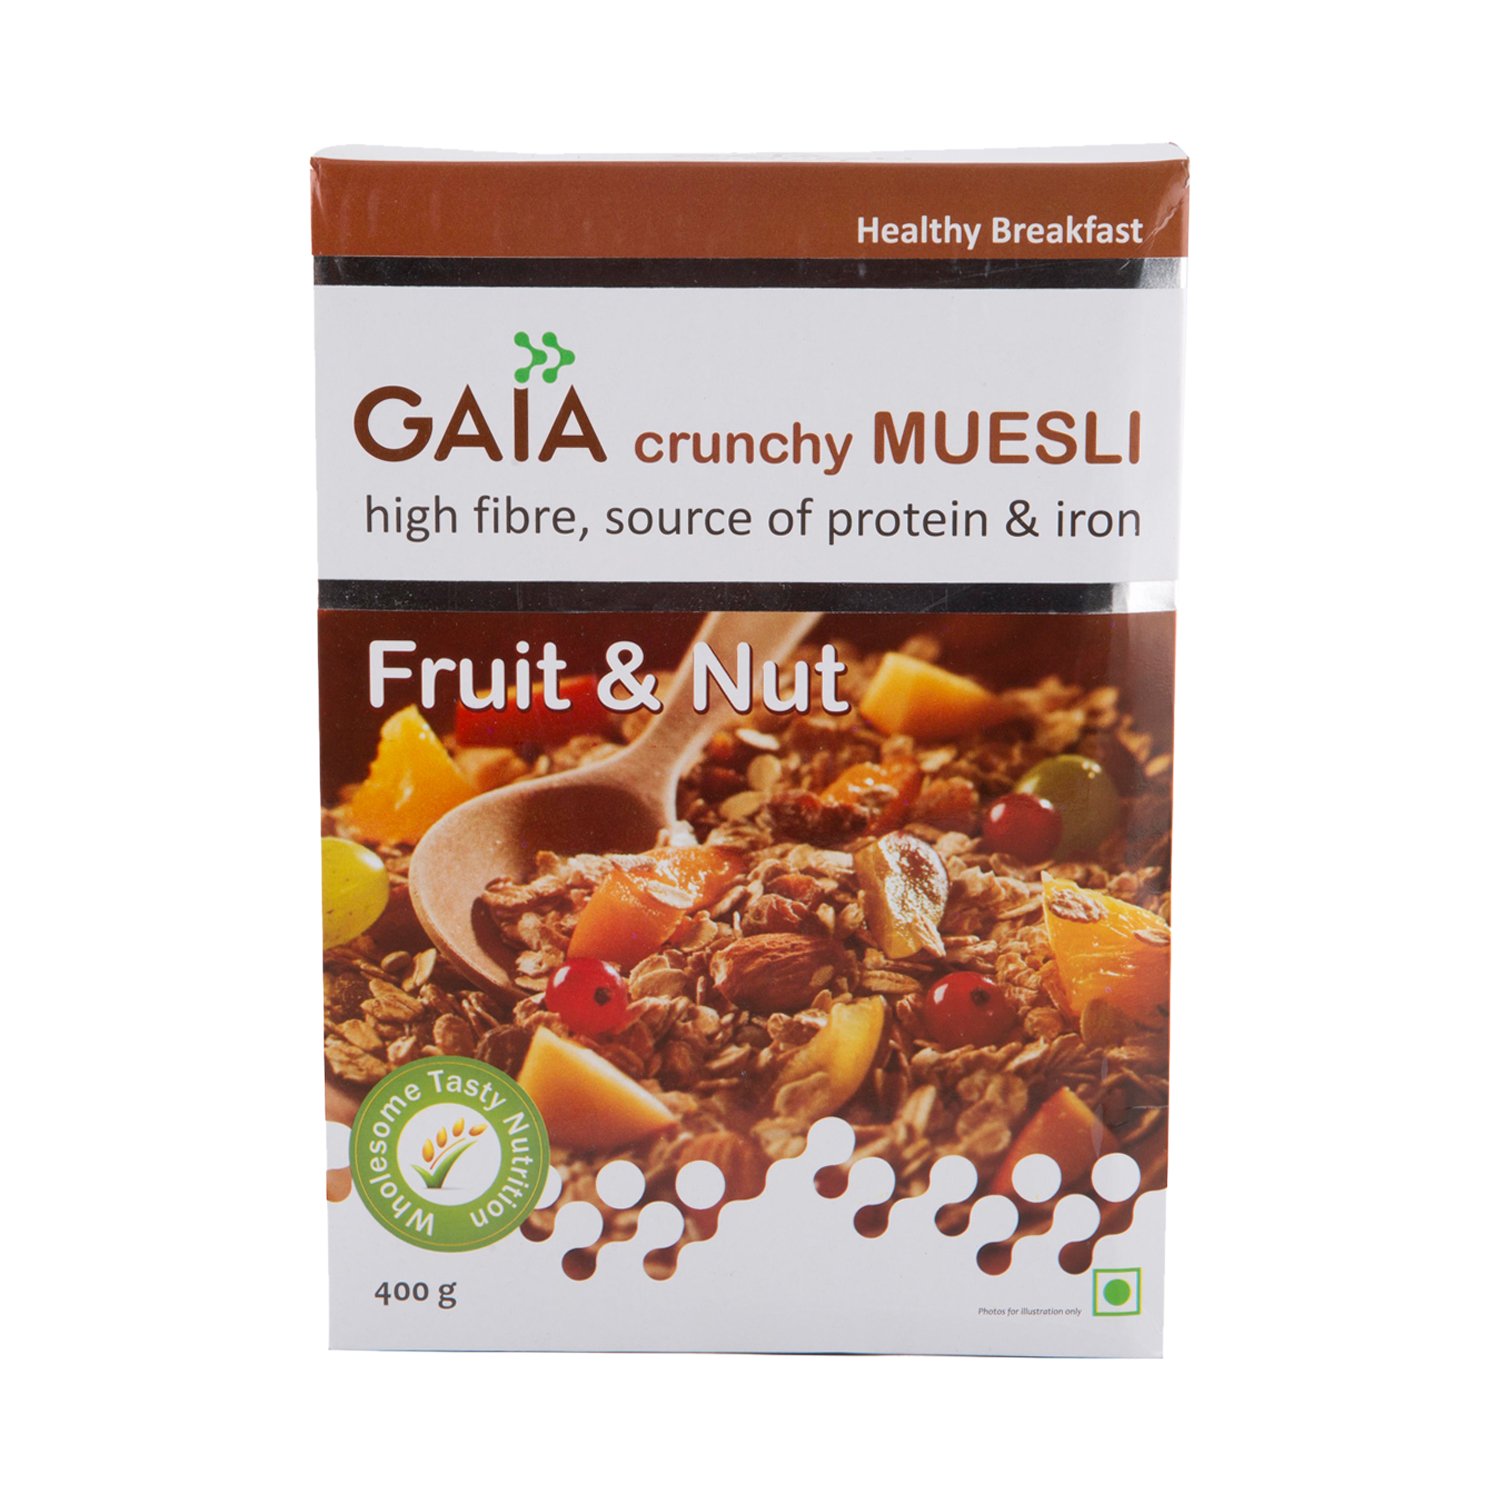 Healthy Breakfast
GAIA crunchy MUESLI
high fibre, source of protein & iron
Fruit & Nut
Wholesome Tasty Nutrition
400 g
Photos for illustration only